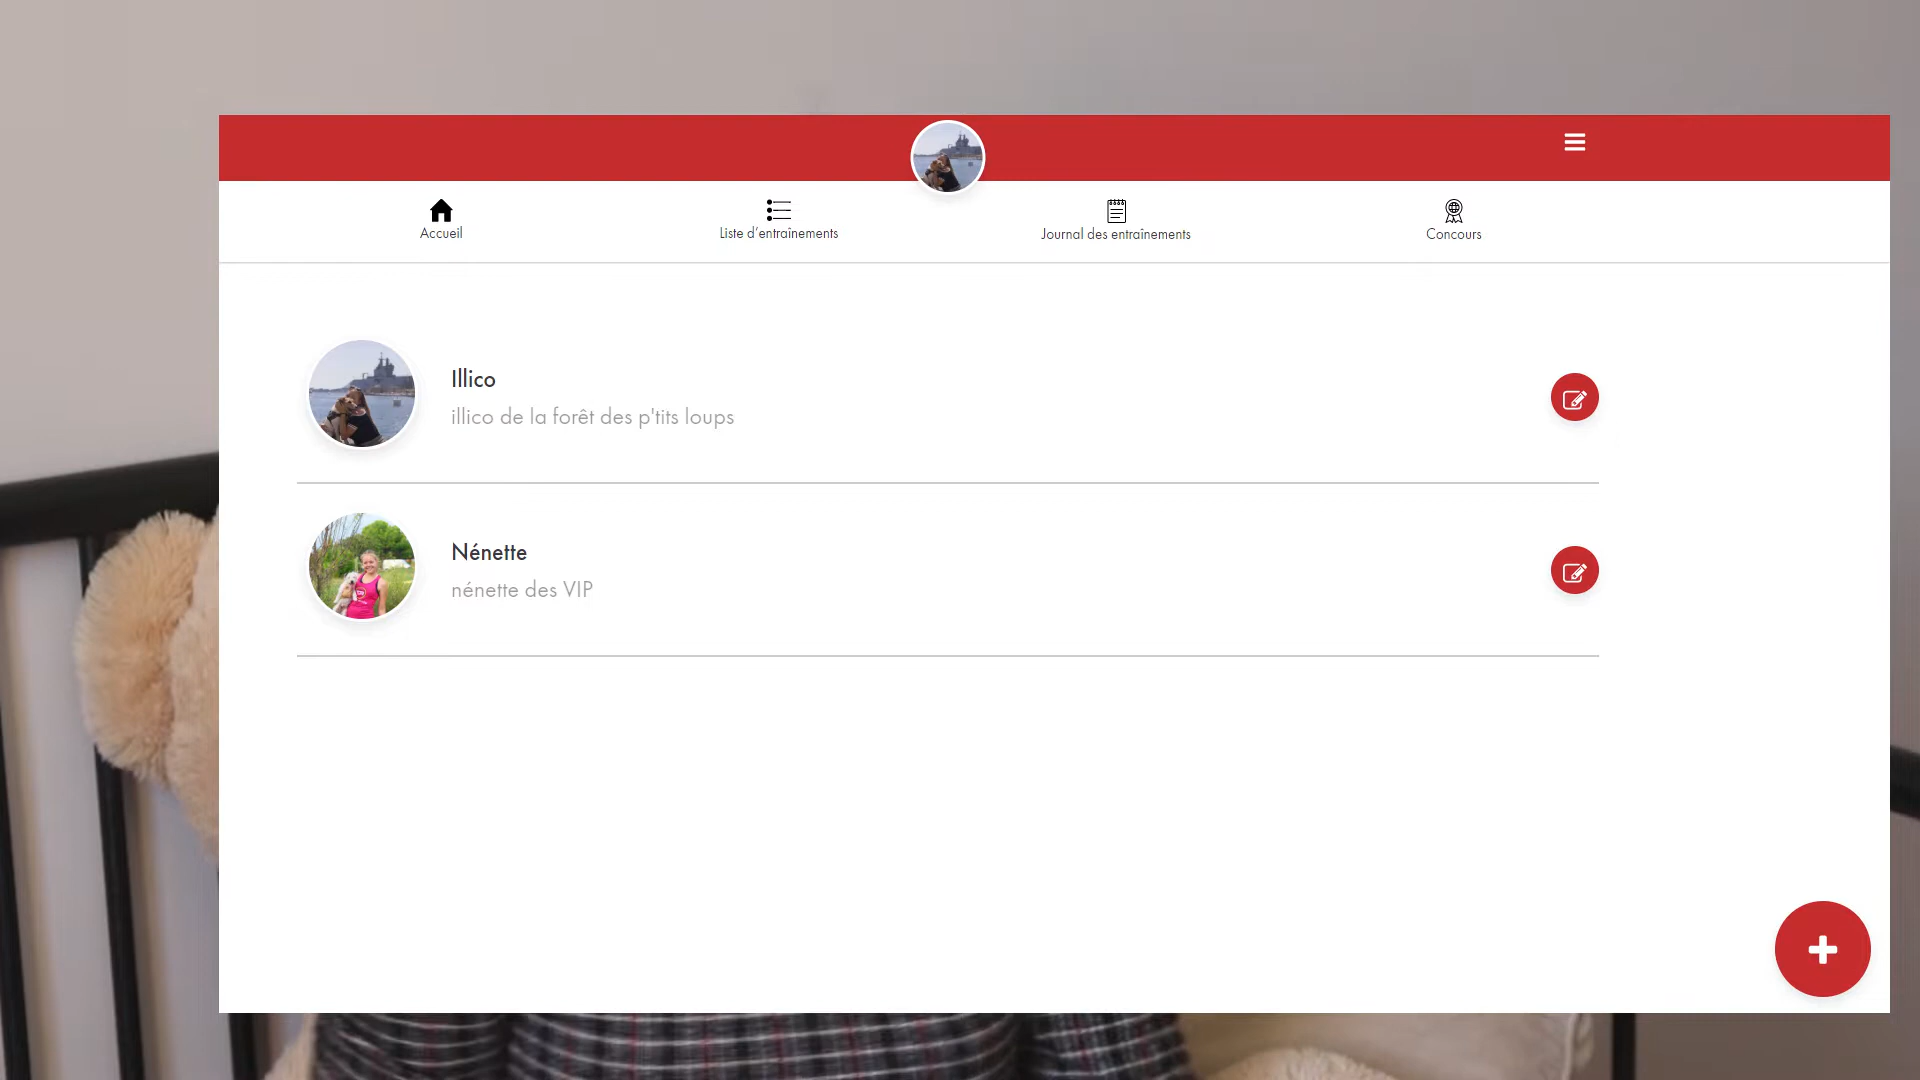 Accueil
Liste d'entraînements
Journal des entraînements
Concours
Illico
illico de la forêt des p'tits loups
Nénette
nénette des VIP